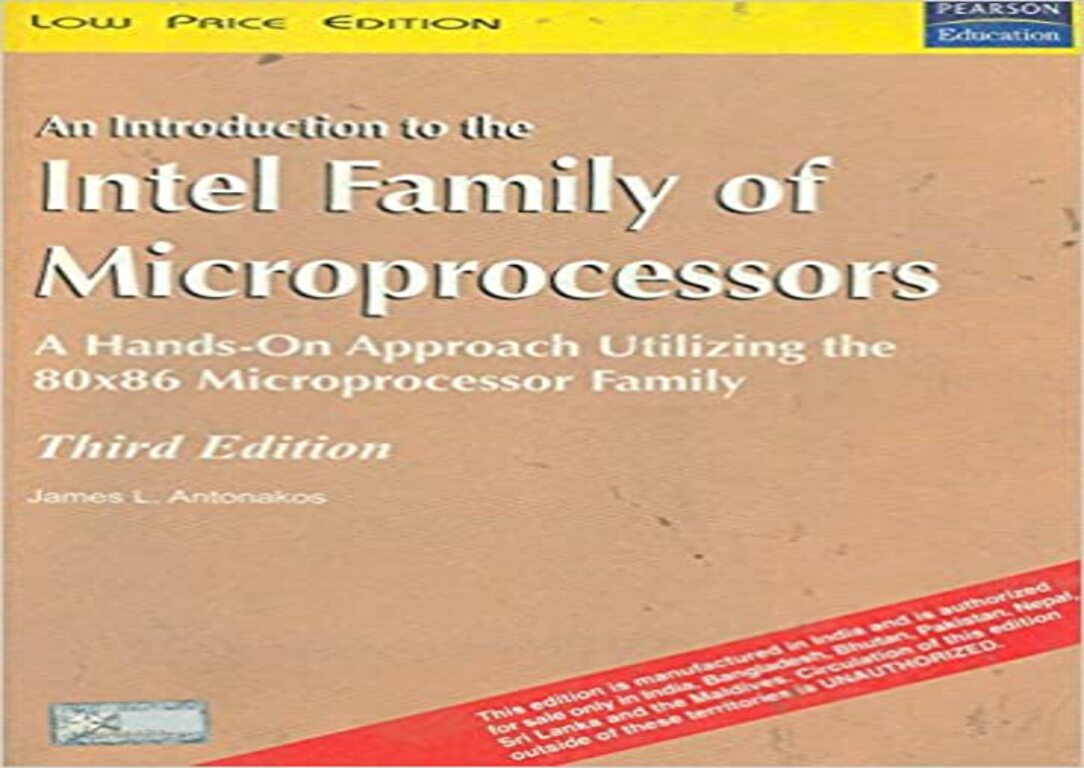 LOW PRICE EDITION
PEARSON
Education
An Introduction to the
Intel Family of
Microprocessors
A Hands-On Approach Utilizing the
80x86 Microprocessor Family
Third Edition
James L. Antonakos
This edition is manufactured in India and is authorized
for sale only in India, Bangladesh, Bhutan, Pakistan, Nepal,
Sri Lanka and the Maldives. Circulation of this edition
outside of these territories is UNAUTHORIZED.